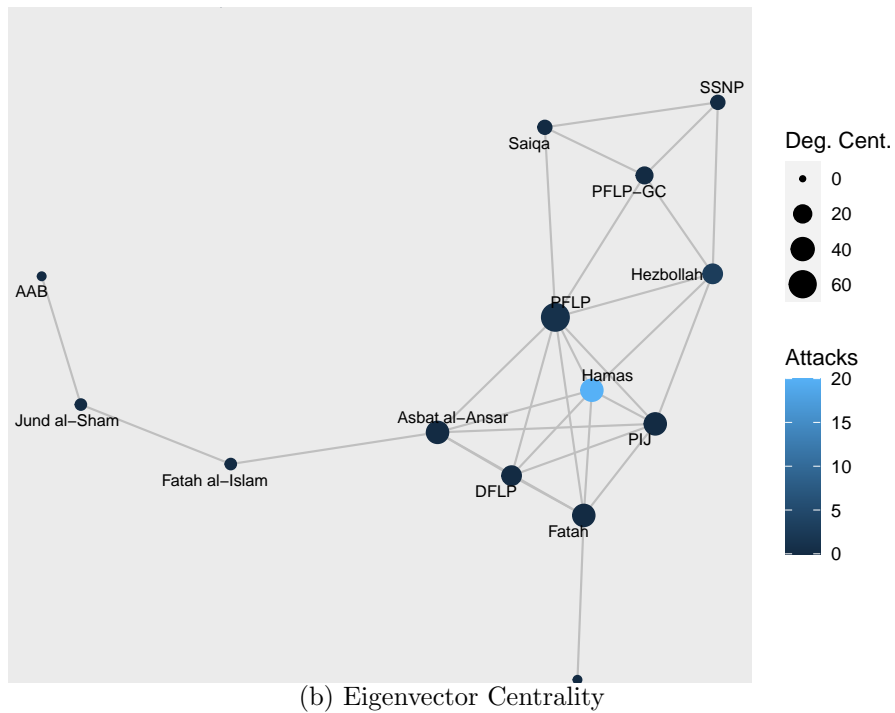 SSNP
Saiqa
PFLP−GC
Hezbollah
AAB
PFLP
Hamas
Jund al−Sham
Asbat al−Ansar
PIJ
Fatah al−Islam
DFLP
Fatah
Deg. Cent.
0
20
40
60
Attacks
20
15
10
5
0
(b) Eigenvector Centrality